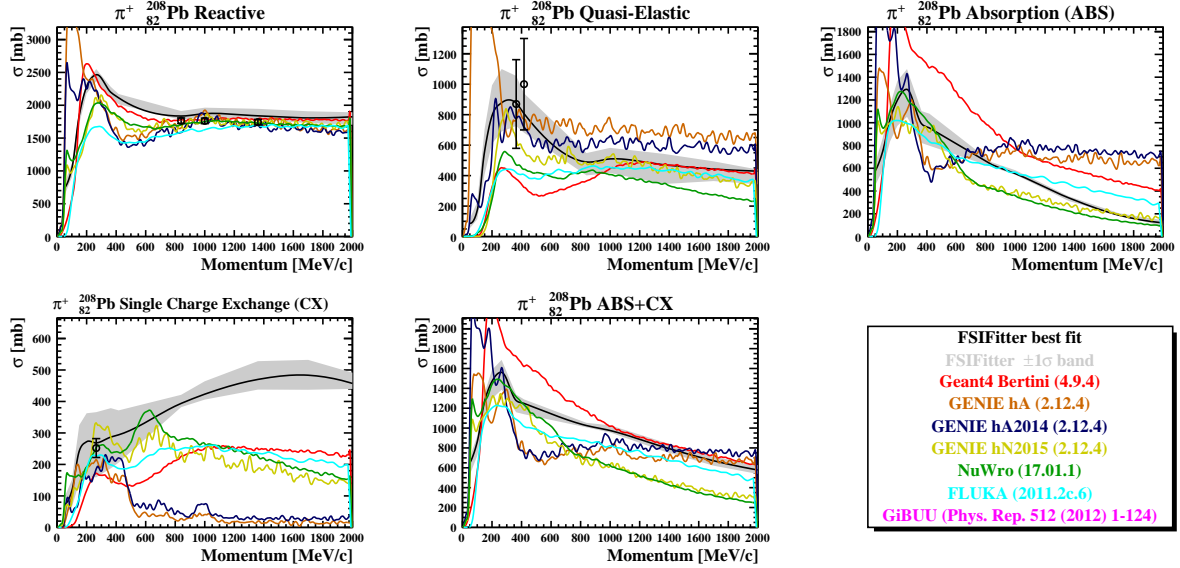 π⁺ ²⁰⁸₈₂Pb Reactive
σ [mb]
3000
2500
2000
1500
1000
500
0
0 200 400 600 800 1000 1200 1400 1600 1800 2000
Momentum [MeV/c]
π⁺ ²⁰⁸₈₂Pb Quasi-Elastic
σ [mb]
1200
1000
800
600
400
200
0
0 200 400 600 800 1000 1200 1400 1600 1800 2000
Momentum [MeV/c]
π⁺ ²⁰⁸₈₂Pb Absorption (ABS)
σ [mb]
1800
1600
1400
1200
1000
800
600
400
200
0
0 200 400 600 800 1000 1200 1400 1600 1800 2000
Momentum [MeV/c]
π⁺ ²⁰⁸₈₂Pb Single Charge Exchange (CX)
σ [mb]
600
500
400
300
200
100
0
0 200 400 600 800 1000 1200 1400 1600 1800 2000
Momentum [MeV/c]
π⁺ ²⁰⁸₈₂Pb ABS+CX
σ [mb]
2000
1800
1600
1400
1200
1000
800
600
400
200
0
0 200 400 600 800 1000 1200 1400 1600 1800 2000
Momentum [MeV/c]
FSIFitter best fit
FSIFitter ±1σ band
Geant4 Bertini (4.9.4)
GENIE hA (2.12.4)
GENIE hA2014 (2.12.4)
GENIE hN2015 (2.12.4)
NuWro (17.01.1)
FLUKA (2011.2c.6)
GiBUU (Phys. Rep. 512 (2012) 1-124)